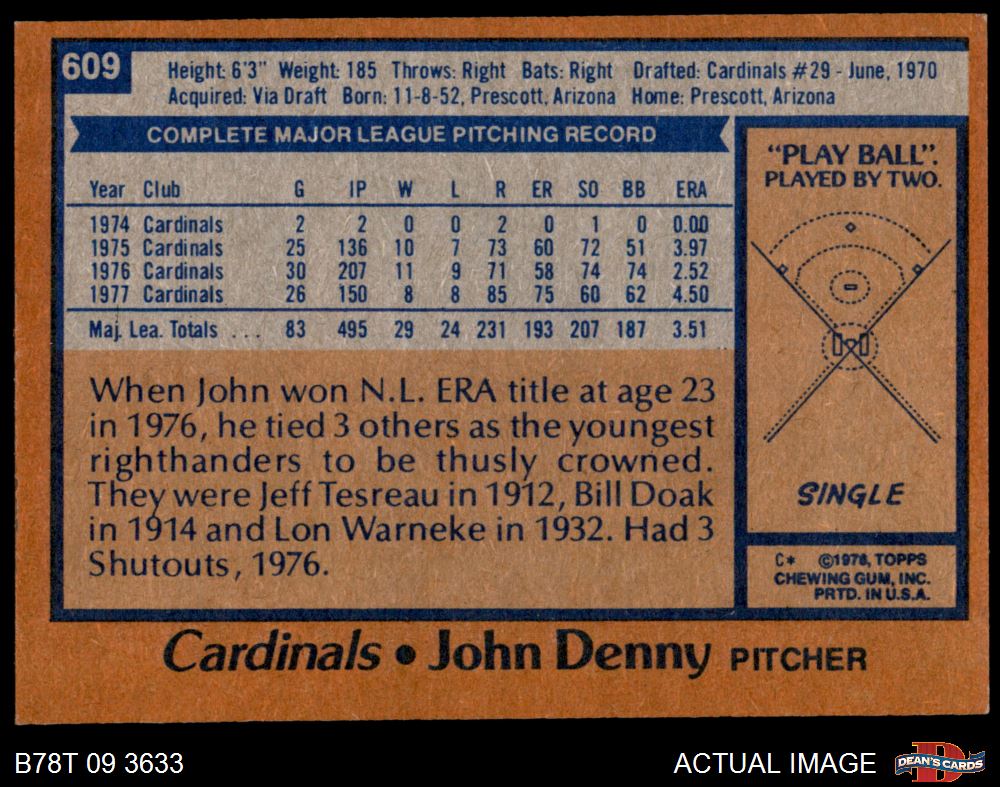 609
Height: 6'3" Weight: 185 Throws: Right Bats: Right Drafted: Cardinals #29 - June, 1970
Acquired: Via Draft Born: 11-8-52, Prescott, Arizona Home: Prescott, Arizona
COMPLETE MAJOR LEAGUE PITCHING RECORD
Year Club G IP W L R ER SO BB ERA
1974 Cardinals 2 2 0 0 2 0 1 0 0.00
1975 Cardinals 25 136 10 7 73 60 72 51 3.97
1976 Cardinals 30 207 11 9 71 58 74 74 2.52
1977 Cardinals 26 150 8 8 85 75 60 62 4.50
Maj. Lea. Totals ... 83 495 29 24 231 193 207 187 3.51
When John won N.L. ERA title at age 23
in 1976, he tied 3 others as the youngest
righthanders to be thusly crowned.
They were Jeff Tesreau in 1912, Bill Doak
in 1914 and Lon Warneke in 1932. Had 3
Shutouts, 1976.
"PLAY BALL".
PLAYED BY TWO.
SINGLE
C* ©1978, TOPPS
CHEWING GUM, INC.
PRTD. IN U.S.A.
Cardinals • John Denny PITCHER
B78T 09 3633
ACTUAL IMAGE
D
DEAN'S CARDS